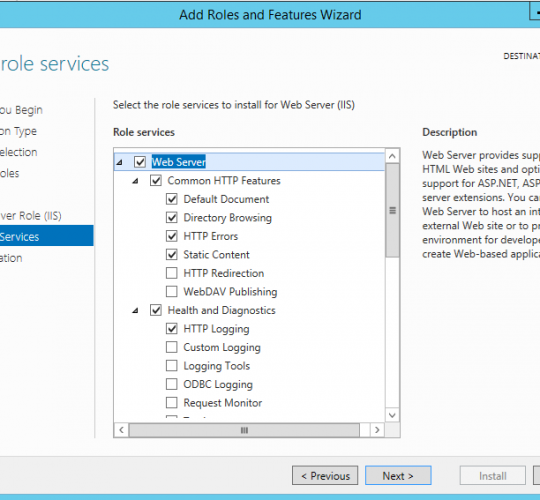 Add Roles and Features Wizard
role services
DESTINAT
ou Begin
on Type
election
oles
ver Role (IIS)
Services
ation
Select the role services to install for Web Server (IIS)
Role services
Web Server
Common HTTP Features
Default Document
Directory Browsing
HTTP Errors
Static Content
HTTP Redirection
WebDAV Publishing
Health and Diagnostics
HTTP Logging
Custom Logging
Logging Tools
ODBC Logging
Request Monitor
Description
Web Server provides supp
HTML Web sites and optio
support for ASP.NET, ASP
server extensions. You can
Web Server to host an inte
external Web site or to pr
environment for develope
create Web-based applica
< Previous
Next >
Install